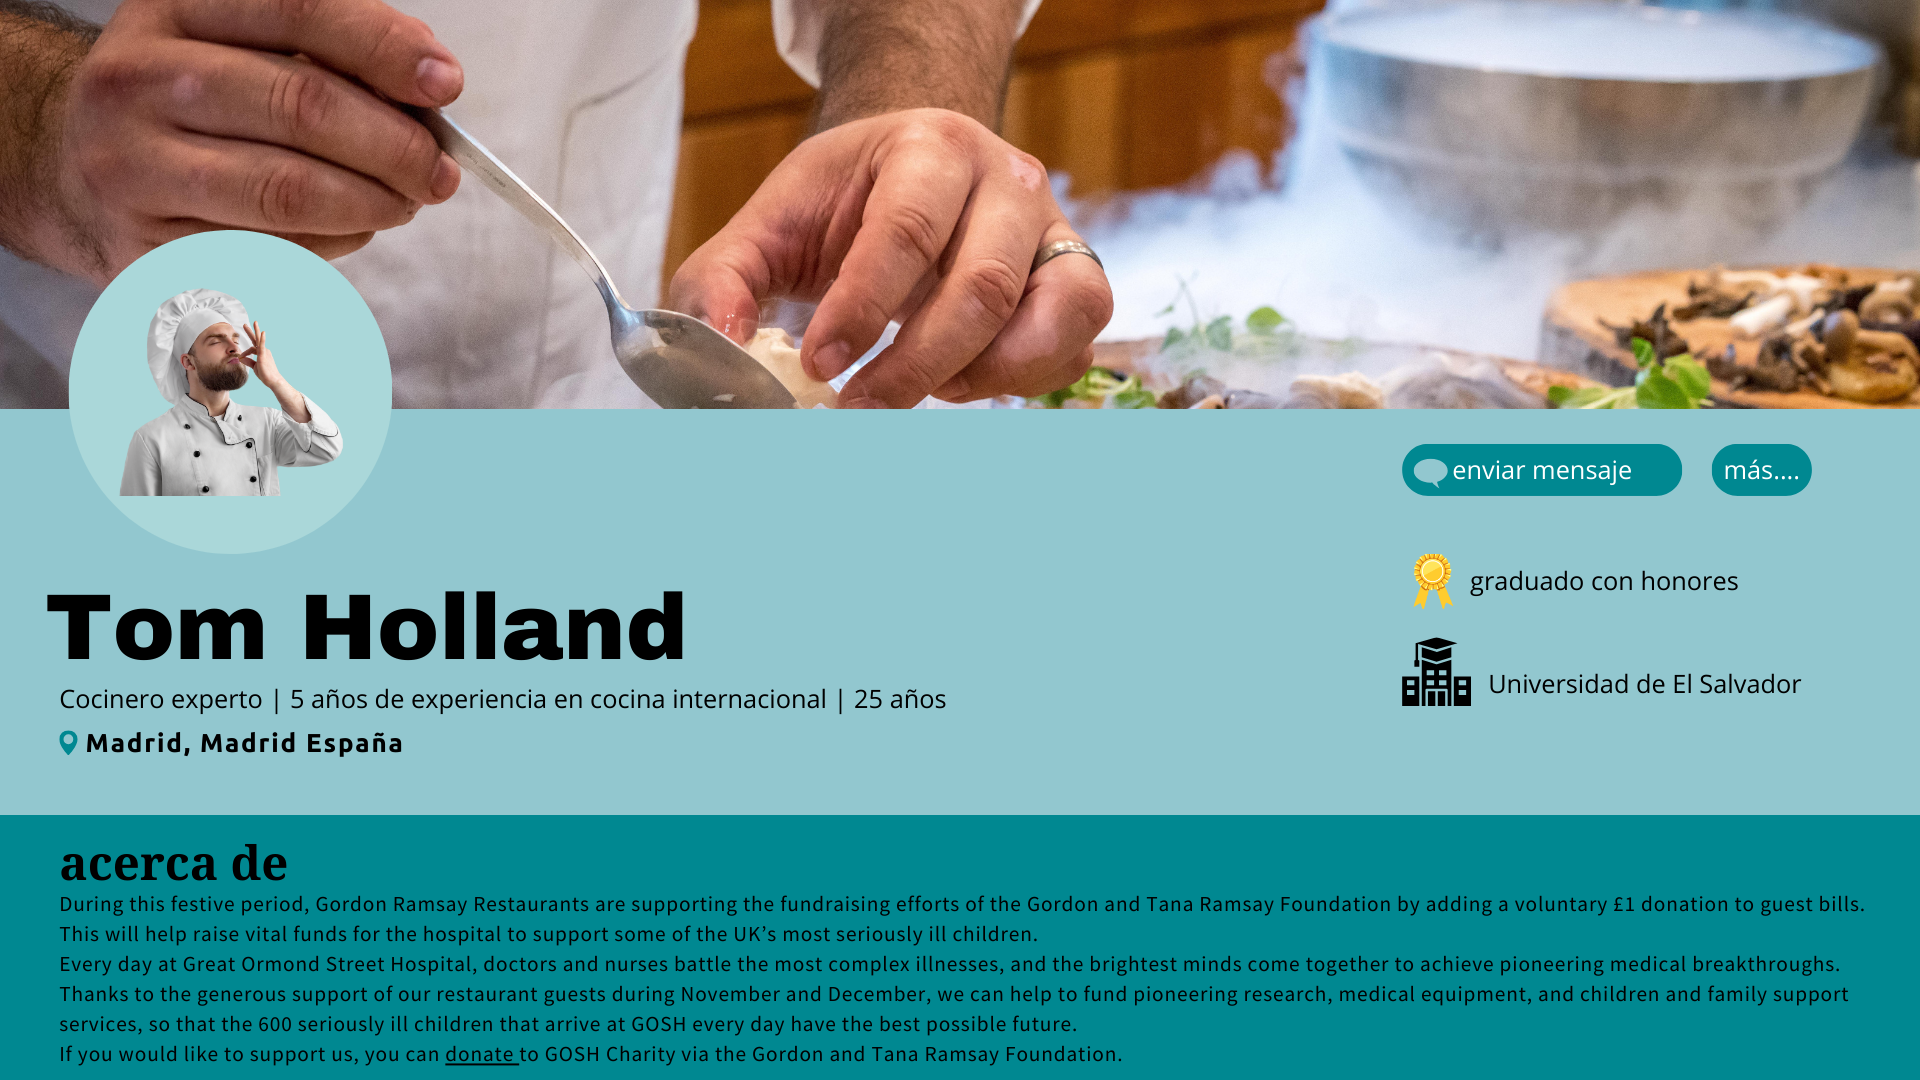 enviar mensaje
más....
graduado con honores
Universidad de El Salvador
Tom Holland
Cocinero experto | 5 años de experiencia en cocina internacional | 25 años
Madrid, Madrid España
acerca de
During this festive period, Gordon Ramsay Restaurants are supporting the fundraising efforts of the Gordon and Tana Ramsay Foundation by adding a voluntary £1 donation to guest bills.
This will help raise vital funds for the hospital to support some of the UK’s most seriously ill children.
Every day at Great Ormond Street Hospital, doctors and nurses battle the most complex illnesses, and the brightest minds come together to achieve pioneering medical breakthroughs.
Thanks to the generous support of our restaurant guests during November and December, we can help to fund pioneering research, medical equipment, and children and family support
services, so that the 600 seriously ill children that arrive at GOSH every day have the best possible future.
If you would like to support us, you can donate to GOSH Charity via the Gordon and Tana Ramsay Foundation.